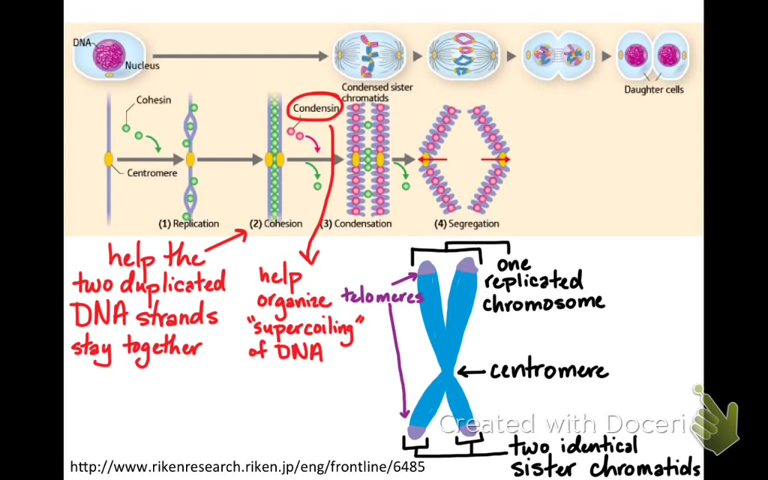 DNA
Nucleus
Condensed sister
chromatids
Daughter cells
Cohesin
Condensin
Centromere
(1) Replication
(2) Cohesion
(3) Condensation
(4) Segregation
help the
two duplicated
DNA strands
stay together
help
organize
"supercoiling"
of DNA
telomeres
one
replicated
chromosome
centromere
Created with Doceri
two identical
sister chromatids
http://www.rikenresearch.riken.jp/eng/frontline/6485